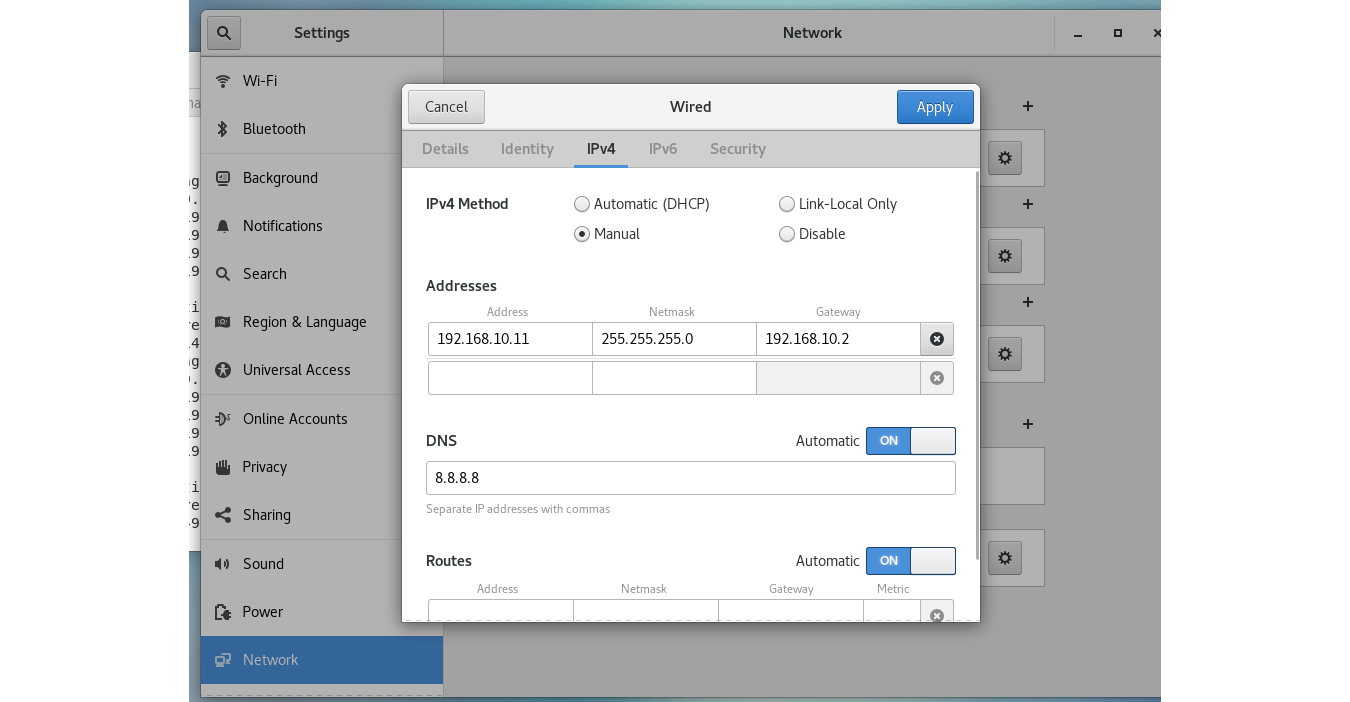 Settings
Network
Wi-Fi
Bluetooth
Background
Notifications
Search
Region & Language
Universal Access
Online Accounts
Privacy
Sharing
Sound
Power
Network
Cancel
Wired
Apply
Details Identity IPv4 IPv6 Security
IPv4 Method
Automatic (DHCP)
Link-Local Only
Manual
Disable
Addresses
Address Netmask Gateway
192.168.10.11 255.255.255.0 192.168.10.2
DNS
Automatic ON
8.8.8.8
Separate IP addresses with commas
Routes
Automatic ON
Address Netmask Gateway Metric